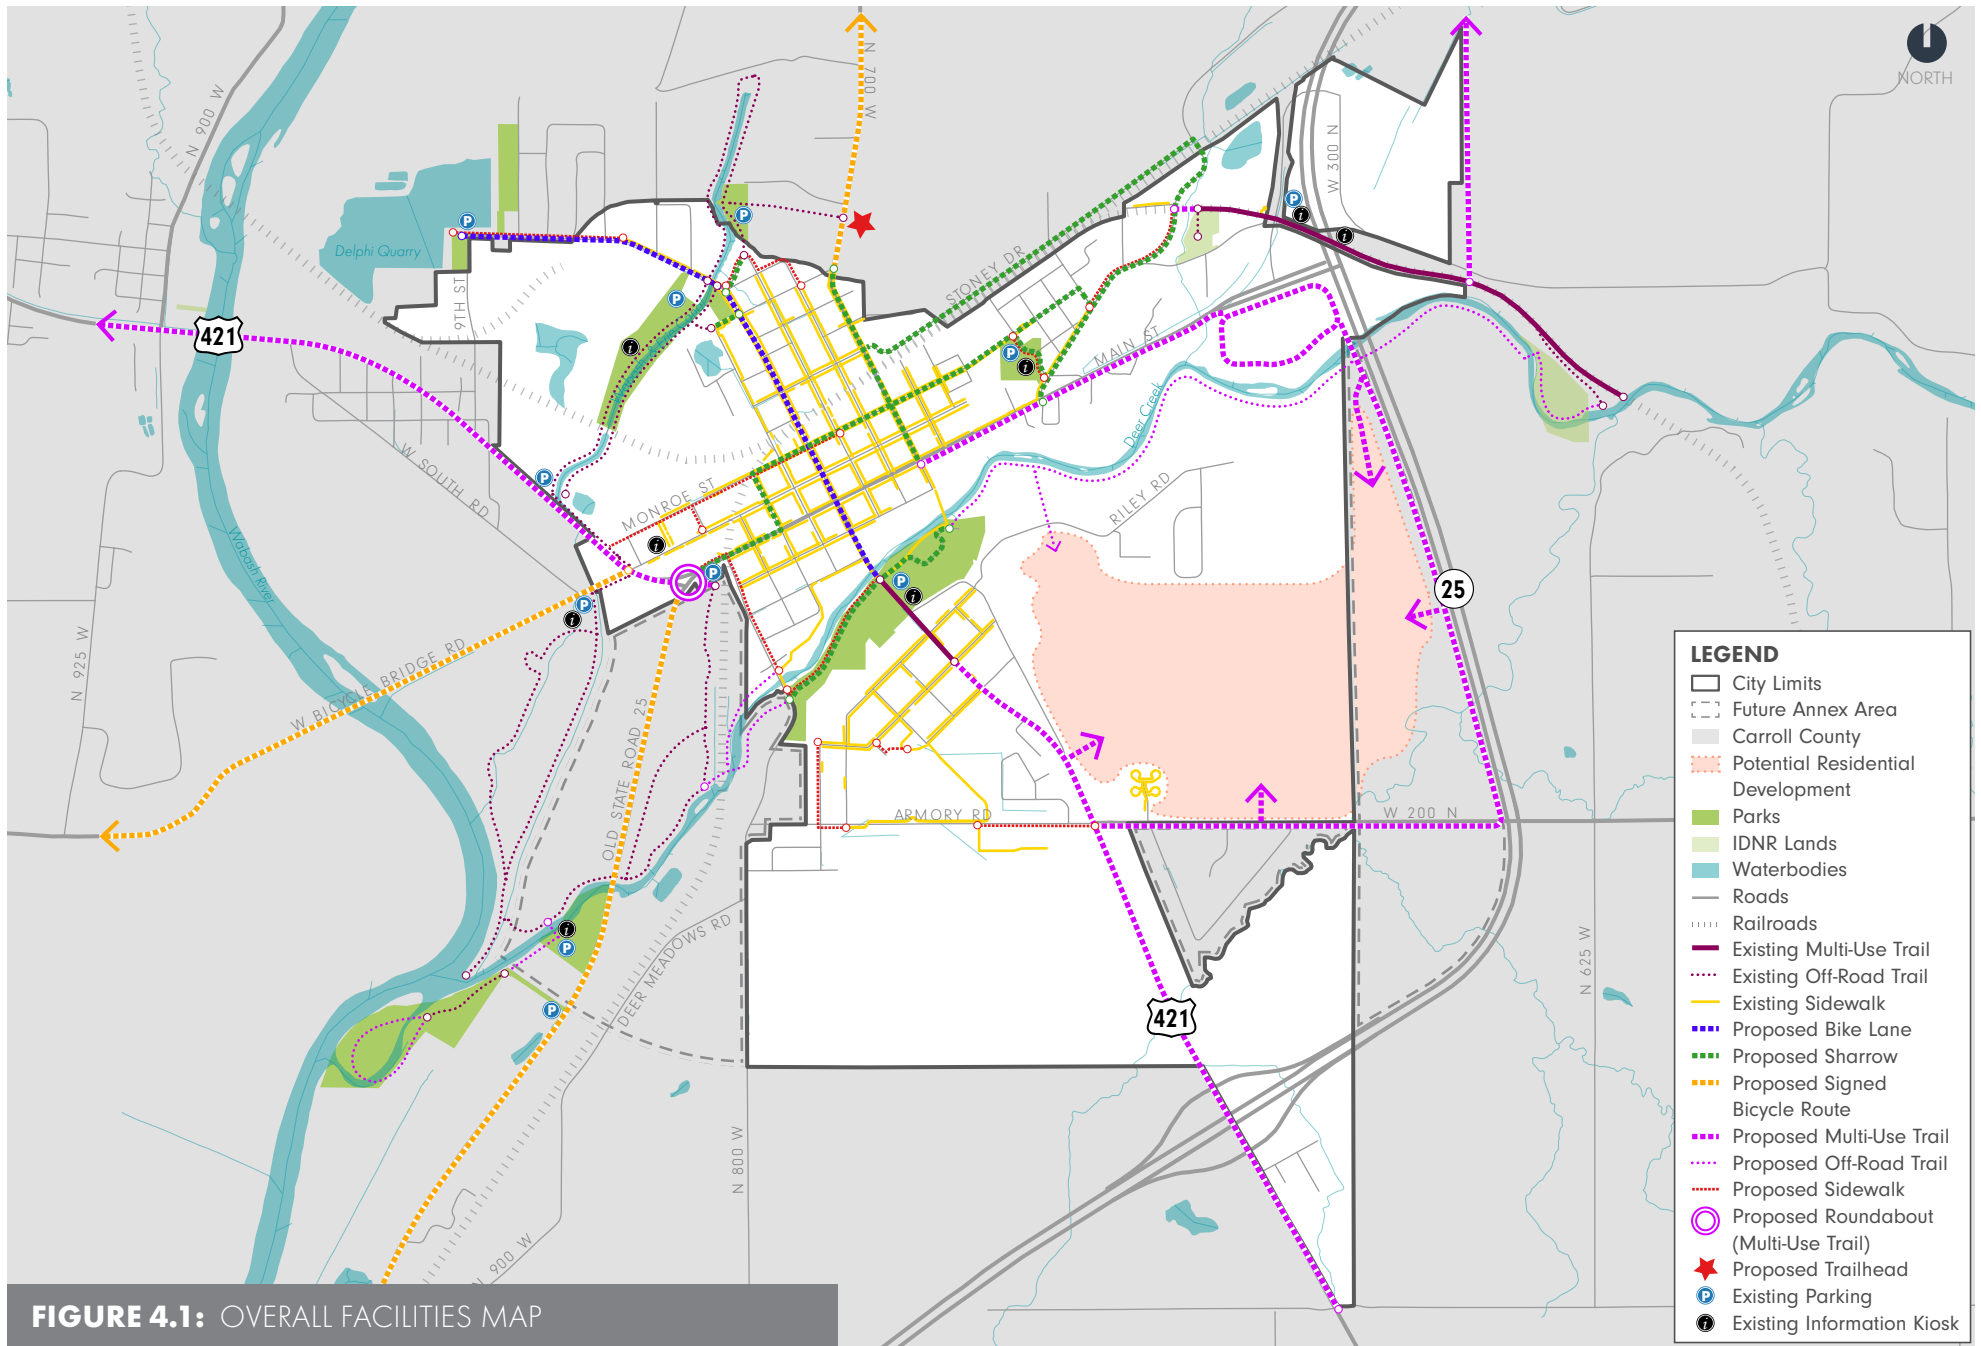 NORTH
N 900 W
N 700 W
W 300 N
Delphi Quarry
9TH ST
STONEY DR
421
MAIN ST
Deer Creek
W SOUTH RD
MONROE ST
RILEY RD
Wabash River
25
N 925 W
W BICYCLE BRIDGE RD
OLD STATE ROAD 25
ARMORY RD
W 200 N
DEER MEADOWS RD
N 625 W
421
N 800 W
N 900 W
LEGEND
City Limits
Future Annex Area
Carroll County
Potential Residential
Development
Parks
IDNR Lands
Waterbodies
Roads
Railroads
Existing Multi-Use Trail
Existing Off-Road Trail
Existing Sidewalk
Proposed Bike Lane
Proposed Sharrow
Proposed Signed
Bicycle Route
Proposed Multi-Use Trail
Proposed Off-Road Trail
Proposed Sidewalk
Proposed Roundabout
(Multi-Use Trail)
Proposed Trailhead
P Existing Parking
i Existing Information Kiosk
FIGURE 4.1: OVERALL FACILITIES MAP